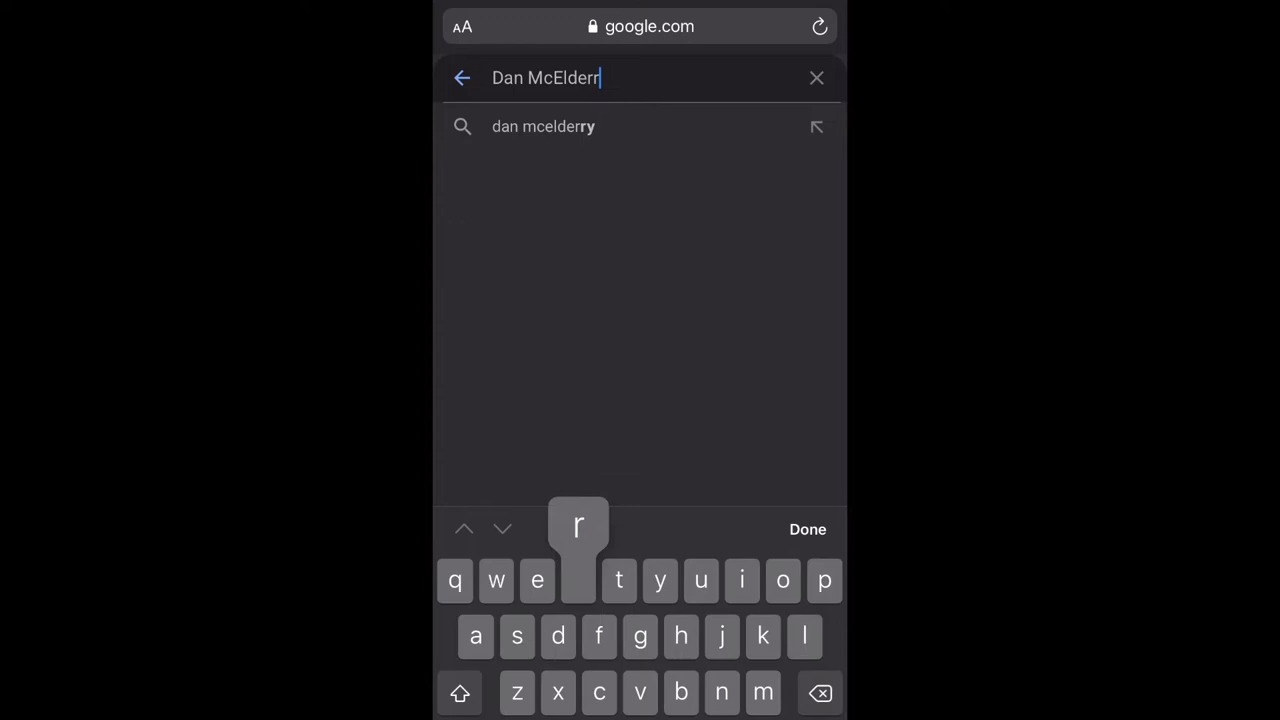 AA google.com
Dan McElderr
dan mcelderry
r
Done
q w e t y u i o p
a s d f g h j k l
z x c v b n m